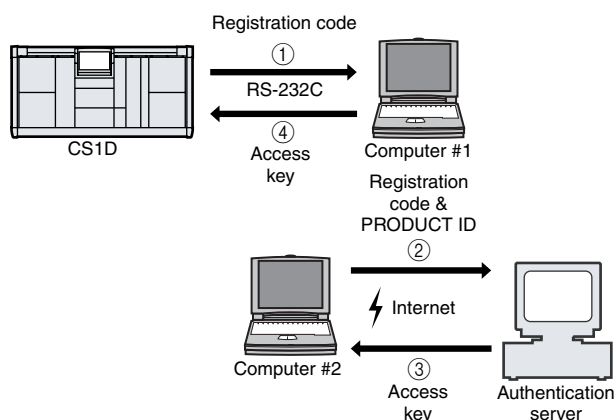 Registration code
①
RS-232C
④
Access
key
CS1D
Computer #1
Registration
code &
PRODUCT ID
②
Internet
③
Access
key
Computer #2
Authentication
server